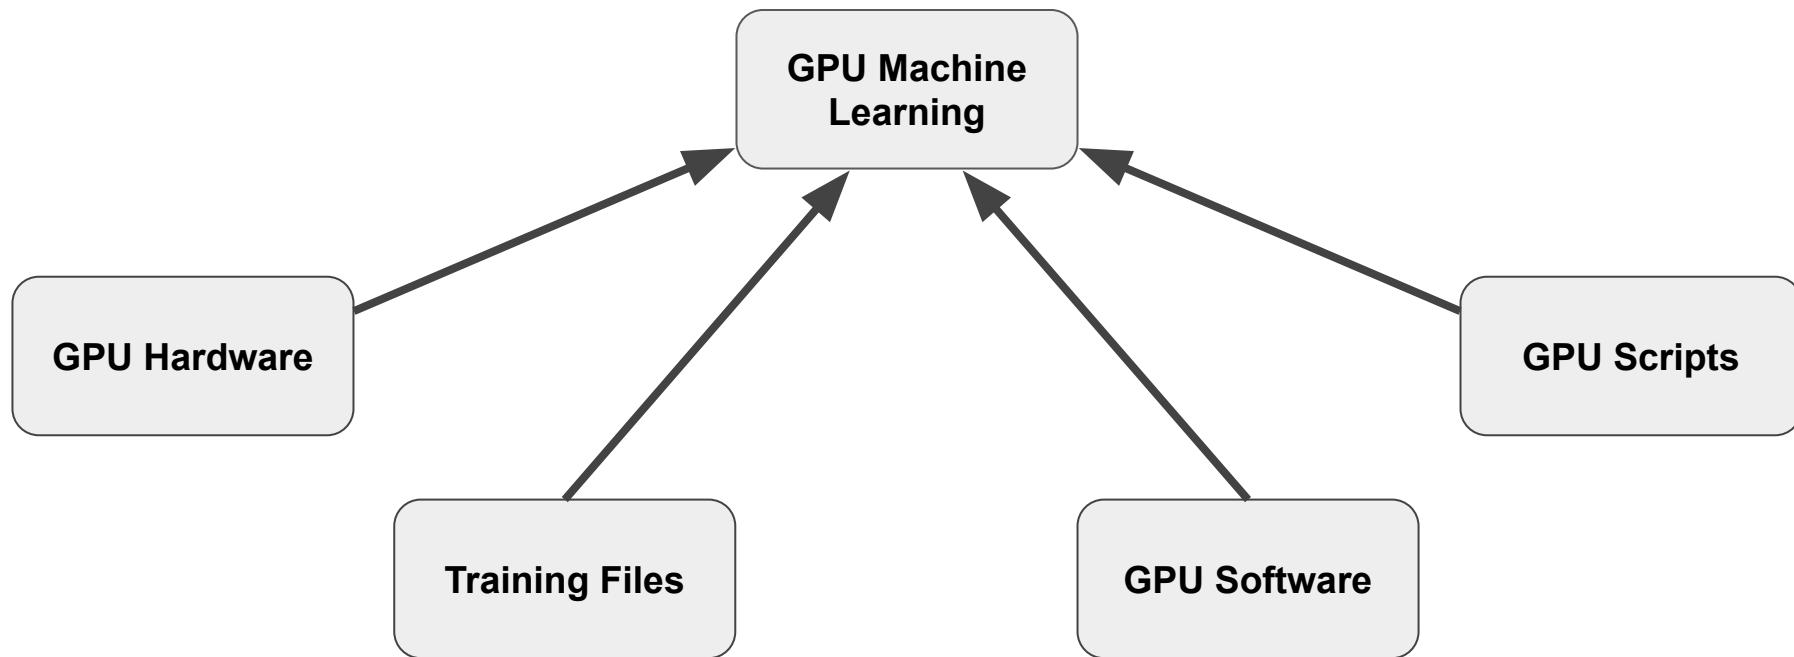 GPU Machine
Learning
GPU Hardware
GPU Scripts
Training Files
GPU Software